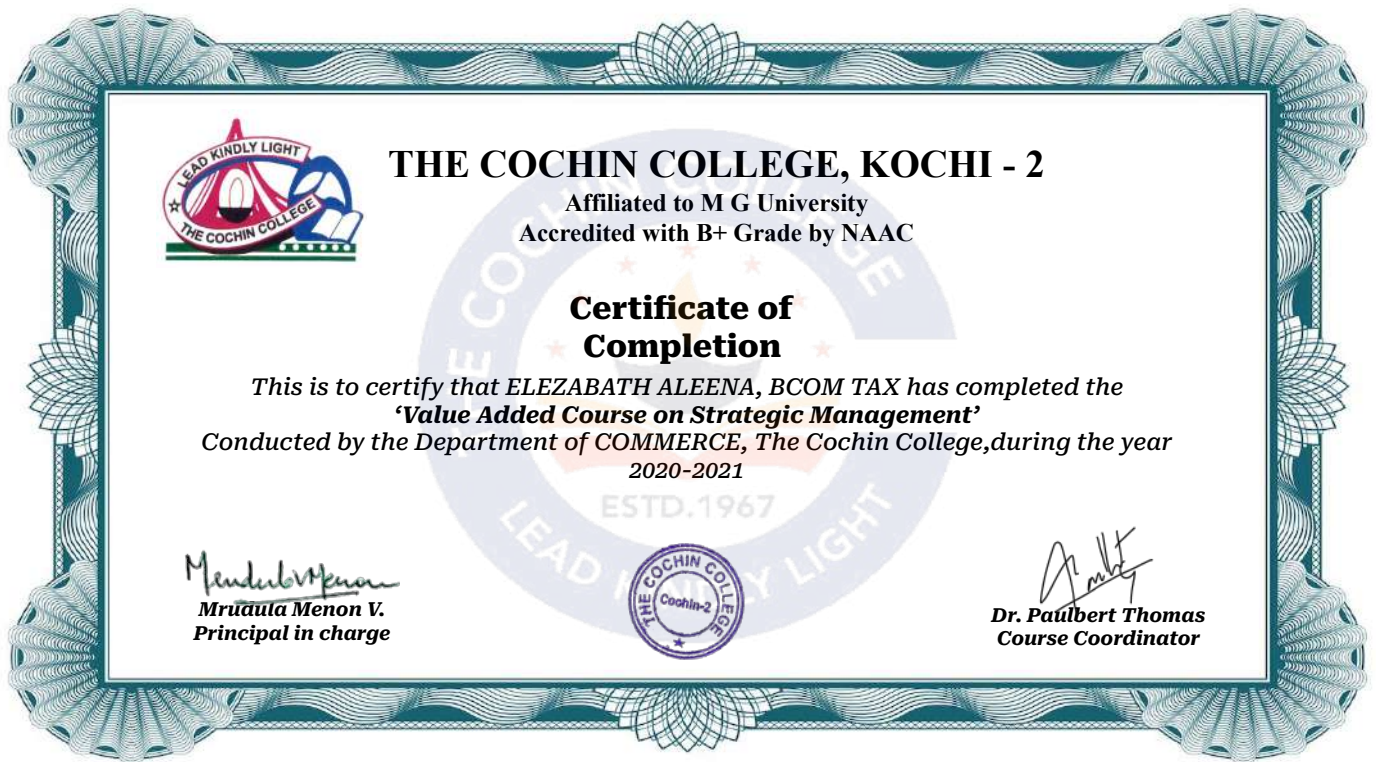 LEAD KINDLY LIGHT
THE COCHIN COLLEGE
THE COCHIN COLLEGE, KOCHI - 2
Affiliated to M G University
Accredited with B+ Grade by NAAC
Certificate of
Completion
This is to certify that ELEZABATH ALEENA, BCOM TAX has completed the
‘Value Added Course on Strategic Management’
Conducted by the Department of COMMERCE, The Cochin College,during the year
2020-2021
THE COCHIN COLLEGE
ESTD.1967
LEAD KINDLY LIGHT
Mrudula Menon V.
Principal in charge
THE COCHIN COLLEGE
Cochin-2
Dr. Paulbert Thomas
Course Coordinator